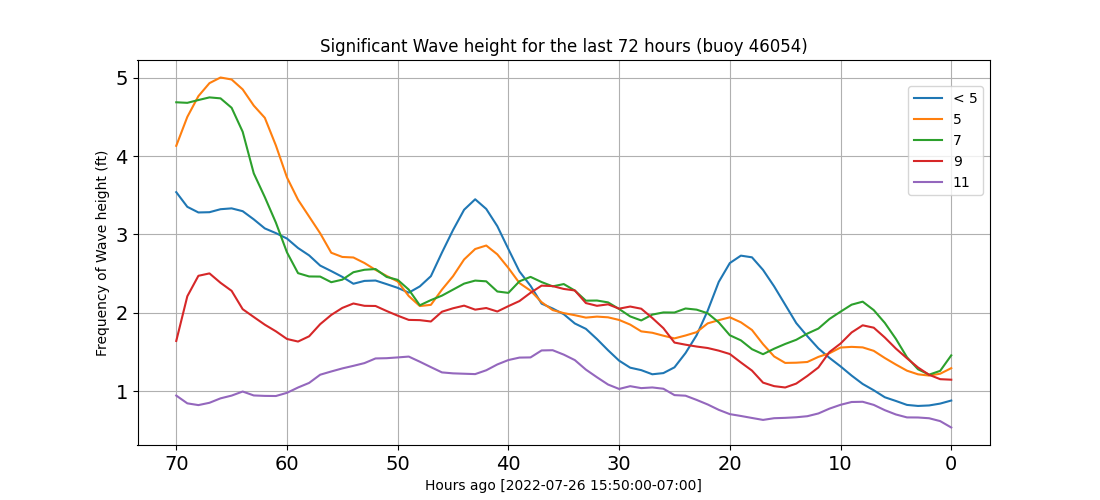 Significant Wave height for the last 72 hours (buoy 46054)
Frequency of Wave height (ft)
5
4
3
2
1
< 5
5
7
9
11
70 60 50 40 30 20 10 0
Hours ago [2022-07-26 15:50:00-07:00]